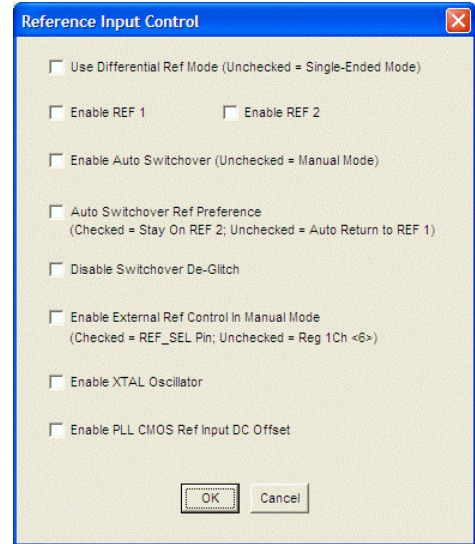 Reference Input Control
Use Differential Ref Mode (Unchecked = Single-Ended Mode)
Enable REF 1 Enable REF 2
Enable Auto Switchover (Unchecked = Manual Mode)
Auto Switchover Ref Preference
(Checked = Stay On REF 2; Unchecked = Auto Return to REF 1)
Disable Switchover De-Glitch
Enable External Ref Control In Manual Mode
(Checked = REF_SEL Pin; Unchecked = Reg 1Ch <6>)
Enable XTAL Oscillator
Enable PLL CMOS Ref Input DC Offset
OK Cancel